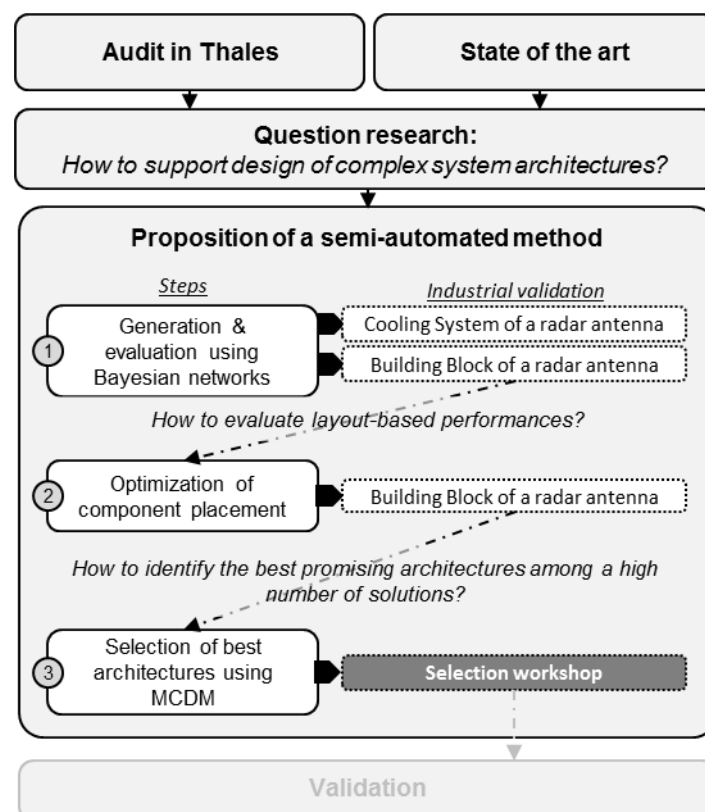 Audit in Thales
State of the art
Question research:
How to support design of complex system architectures?
Proposition of a semi-automated method
Steps
Industrial validation
1
Generation &
evaluation using
Bayesian networks
Cooling System of a radar antenna
Building Block of a radar antenna
How to evaluate layout-based performances?
2
Optimization of
component placement
Building Block of a radar antenna
How to identify the best promising architectures among a high
number of solutions?
3
Selection of best
architectures using
MCDM
Selection workshop
Validation